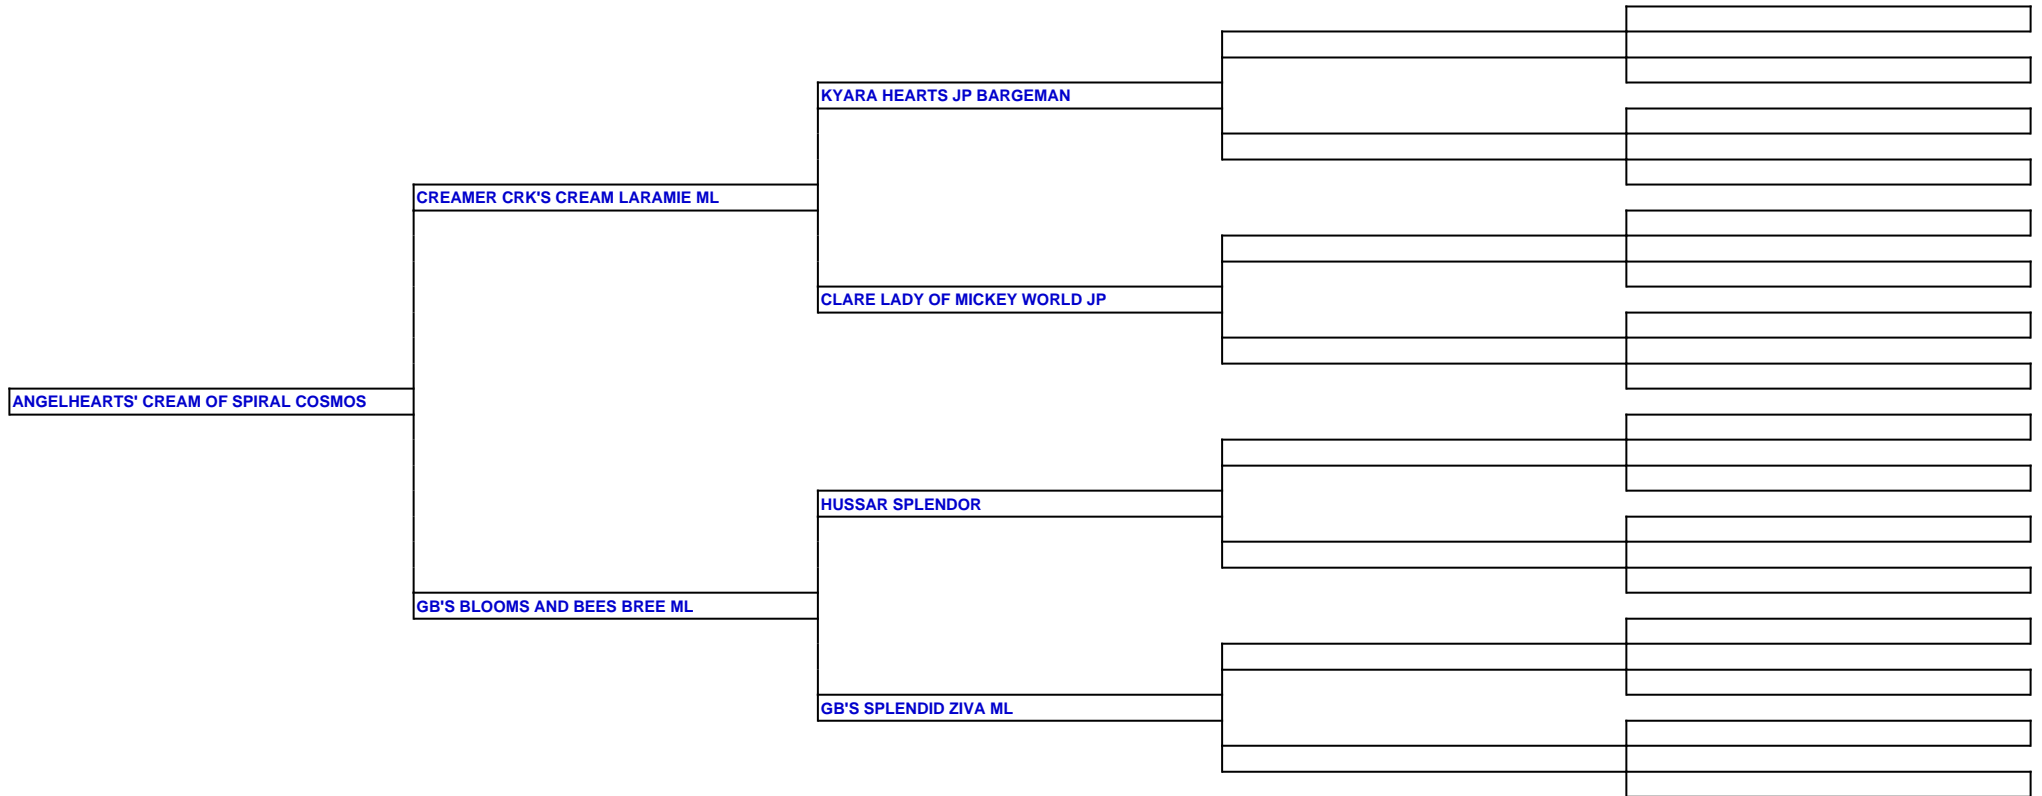 KYARA HEARTS JP BARGEMAN
CREAMER CRK'S CREAM LARAMIE ML
CLARE LADY OF MICKEY WORLD JP
ANGELHEARTS' CREAM OF SPIRAL COSMOS
HUSSAR SPLENDOR
GB'S BLOOMS AND BEES BREE ML
GB'S SPLENDID ZIVA ML